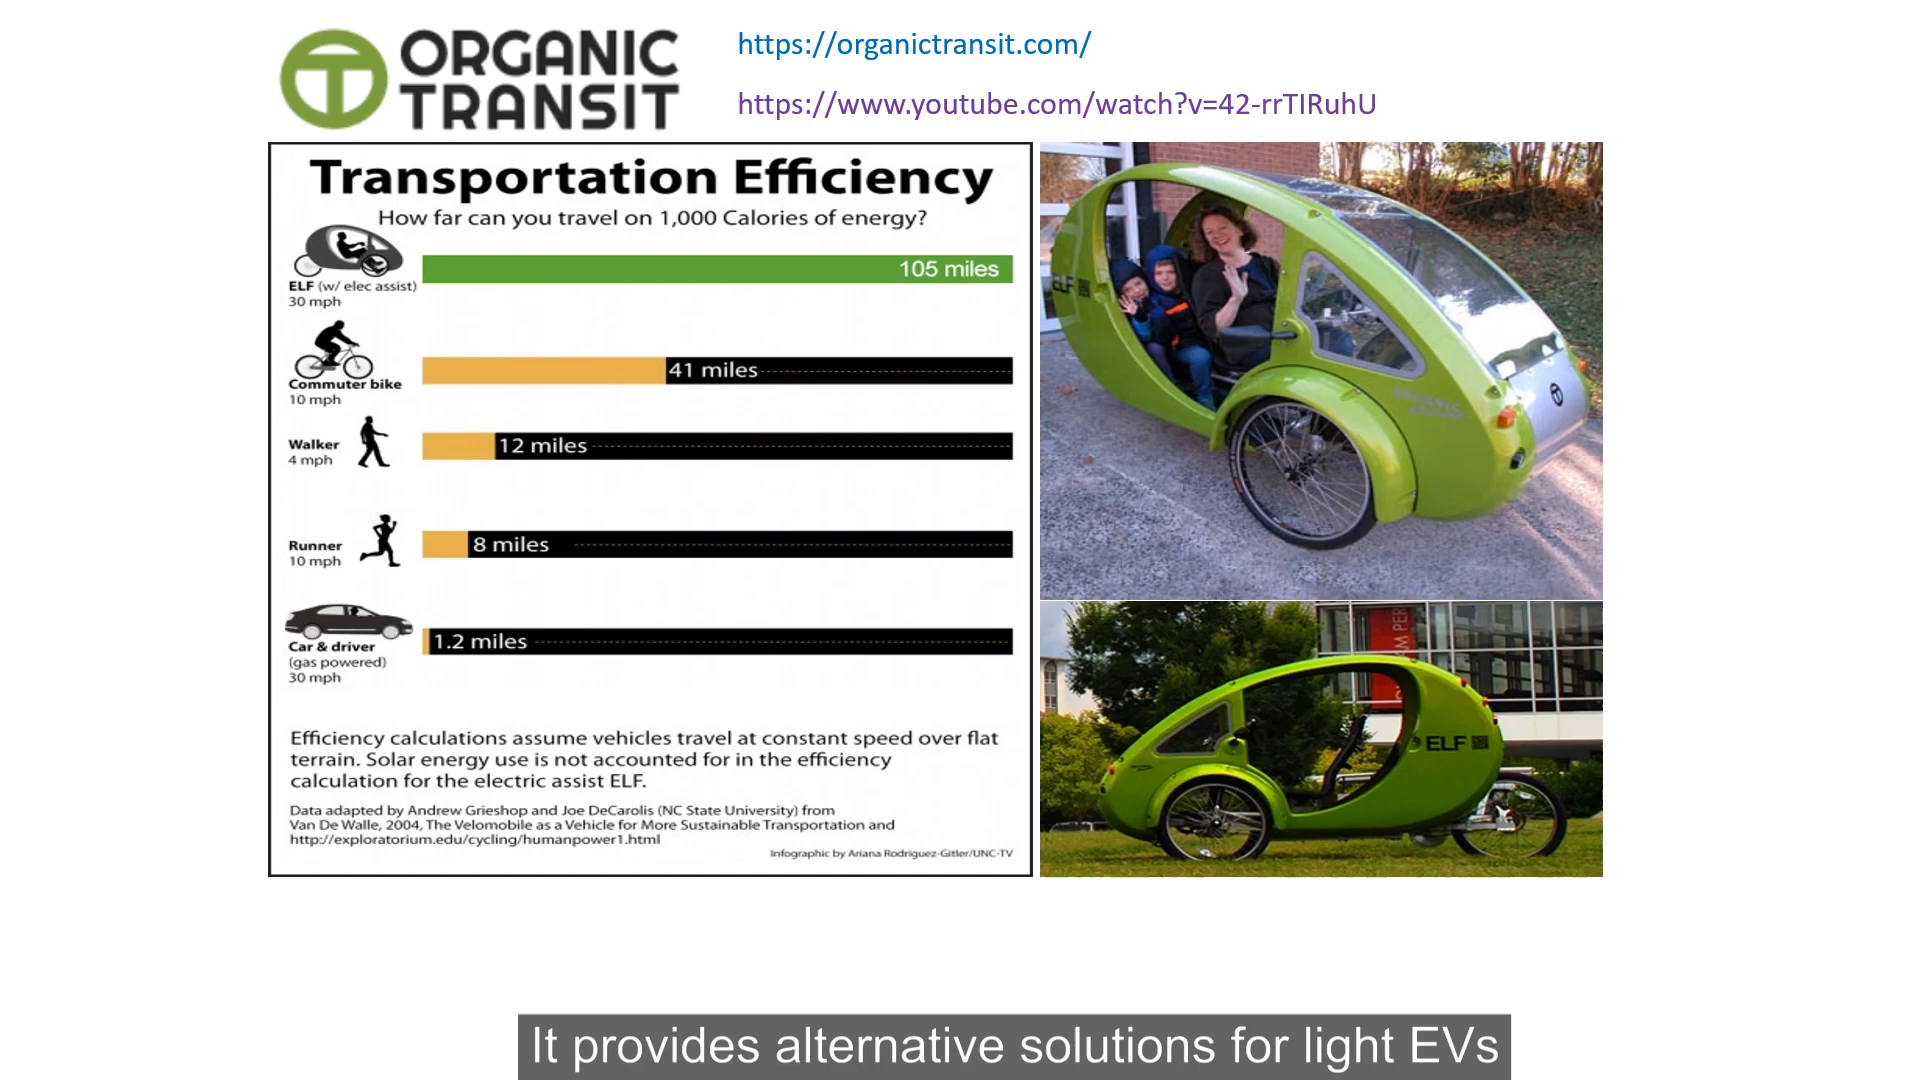 ORGANIC
TRANSIT
https://organictransit.com/
https://www.youtube.com/watch?v=42-rrTIRuhU
Transportation Efficiency
How far can you travel on 1,000 Calories of energy?
ELF (w/ elec assist)
30 mph
105 miles
Commuter bike
10 mph
41 miles
Walker
4 mph
12 miles
Runner
10 mph
8 miles
Car & driver
(gas powered)
30 mph
1.2 miles
Efficiency calculations assume vehicles travel at constant speed over flat
terrain. Solar energy use is not accounted for in the efficiency
calculation for the electric assist ELF.
Data adapted by Andrew Grieshop and Joe DeCarolis (NC State University) from
Van De Walle, 2004, The Velomobile as a Vehicle for More Sustainable Transportation and
http://exploratorium.edu/cycling/humanpower1.html
Infographic by Ariana Rodriguez-Gitler/UNC-TV
ELF
ORGANIC
ELF
It provides alternative solutions for light EVs